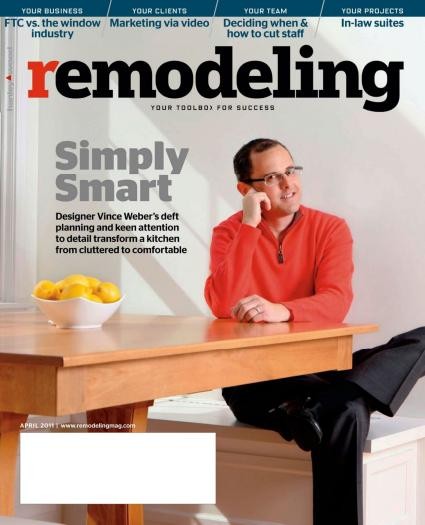 YOUR BUSINESS
FTC vs. the window
industry
YOUR CLIENTS
Marketing via video
YOUR TEAM
Deciding when &
how to cut staff
YOUR PROJECTS
In-law suites
hanley wood
remodeling
YOUR TOOLBOX FOR SUCCESS
Simply
Smart
Designer Vince Weber's deft
planning and keen attention
to detail transform a kitchen
from cluttered to comfortable
APRIL 2011 | www.remodelingmag.com